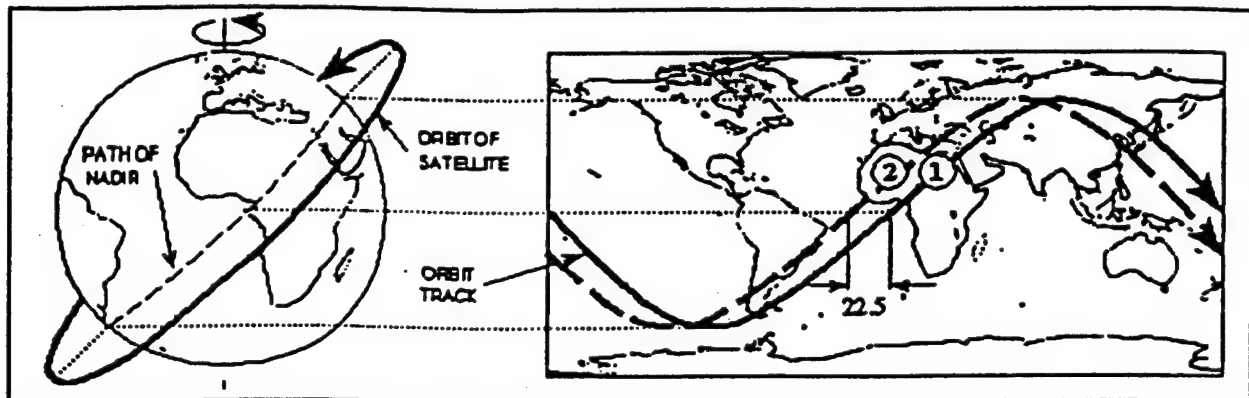 PATH OF
NADIR
ORBIT OF
SATELLITE
ORBIT
TRACK
2
1
22.5